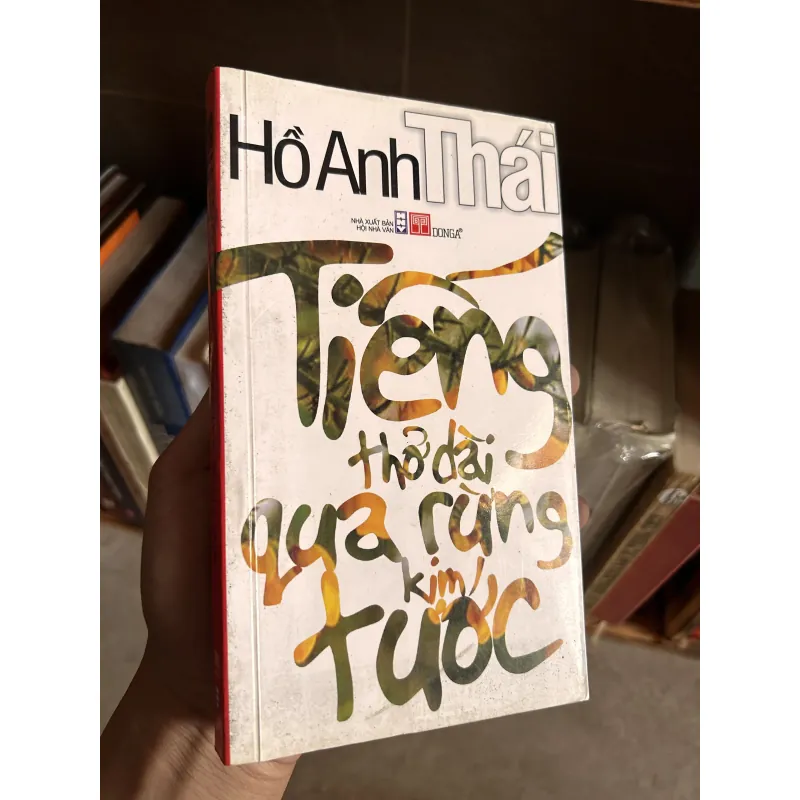 Hồ Anh Thái
NHÀ XUẤT BẢN
HỘI NHÀ VĂN
DONGA®
Tiếng
thở dài
qua rừng
kim
tước